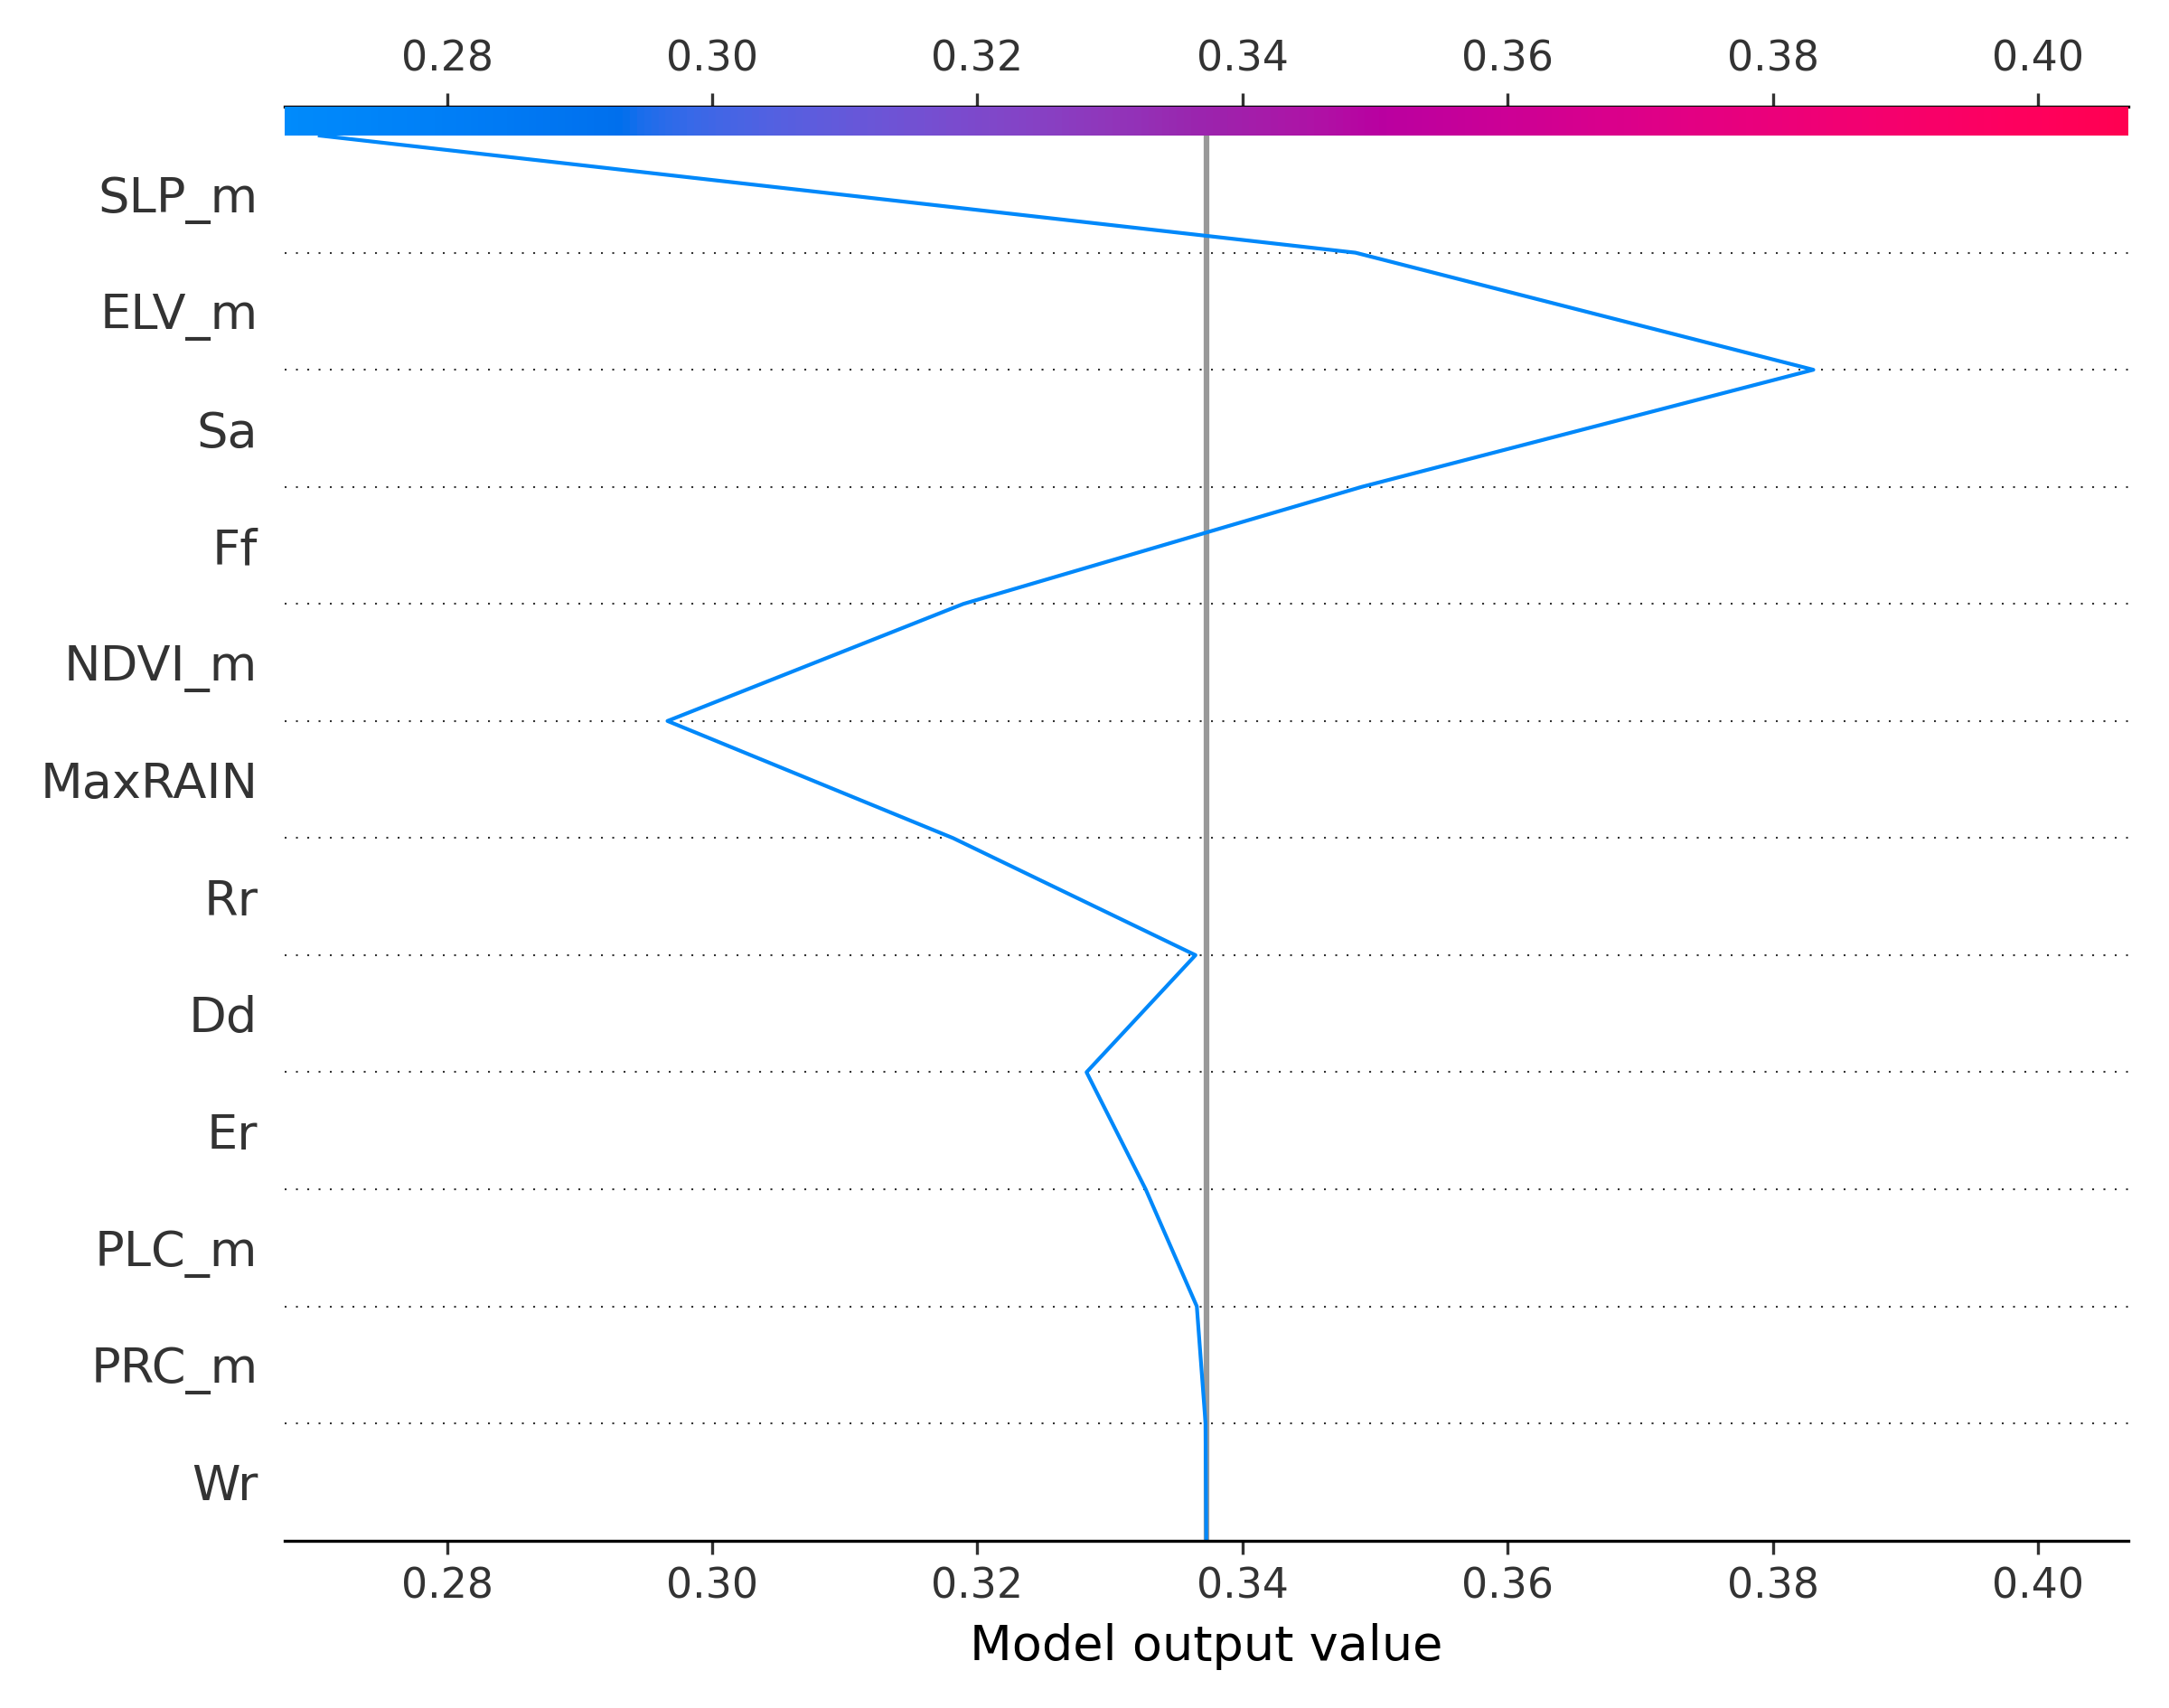 0.28 0.30 0.32 0.34 0.36 0.38 0.40
SLP_m
ELV_m
Sa
Ff
NDVI_m
MaxRAIN
Rr
Dd
Er
PLC_m
PRC_m
Wr
0.28 0.30 0.32 0.34 0.36 0.38 0.40
Model output value